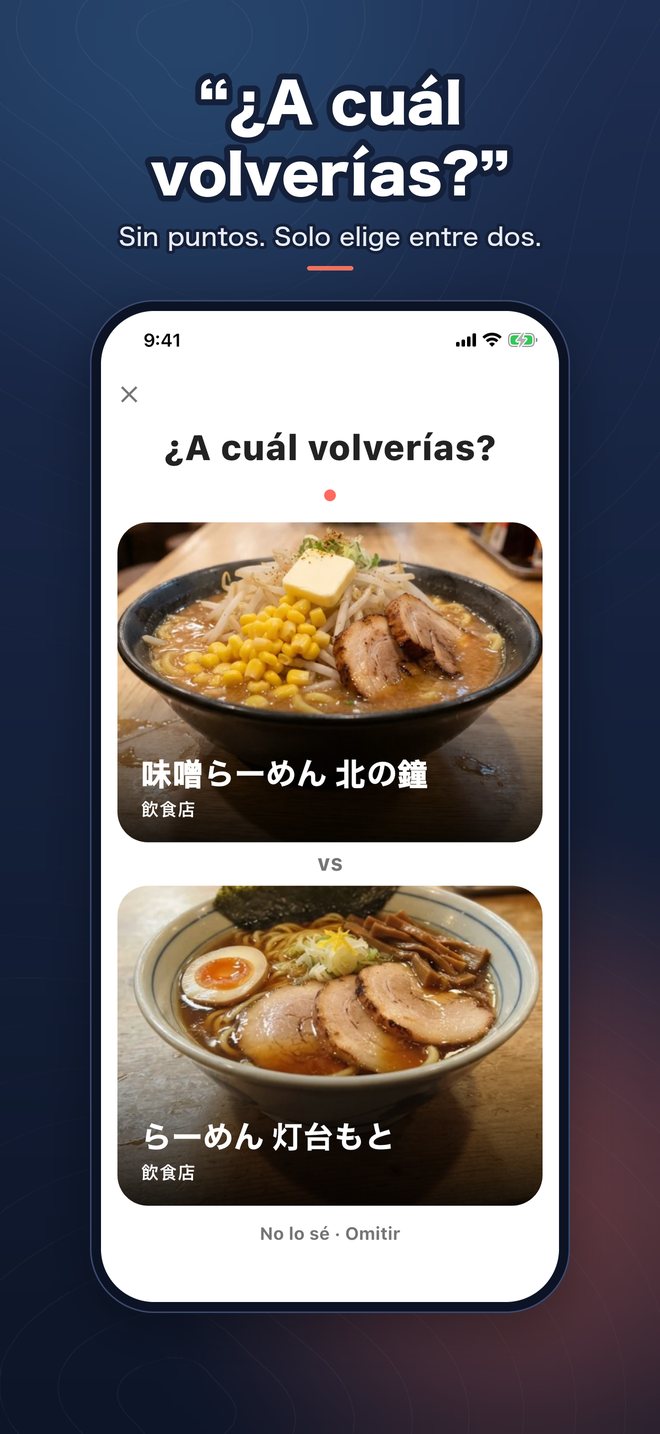 “¿A cuál
volverías?”
Sin puntos. Solo elige entre dos.
9:41
¿A cuál volverías?
味噌らーめん 北の鐘
飲食店
vs
らーめん 灯台もと
飲食店
No lo sé · Omitir